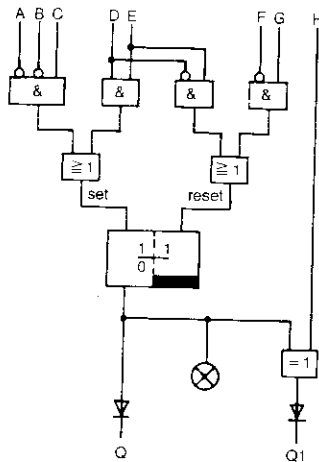 A B C D E F G H
& & & &
≧ 1 ≧ 1
set reset
1 1
0
= 1
Q Q1